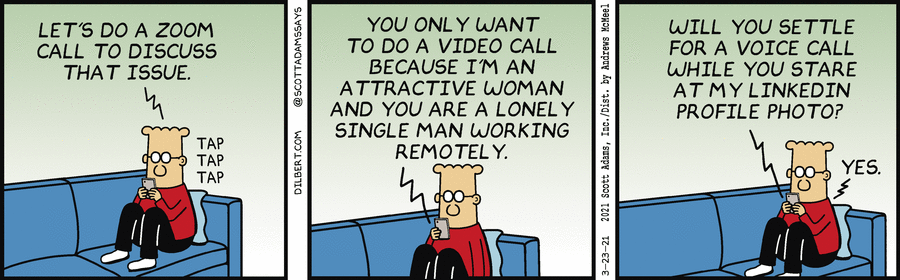 LET'S DO A ZOOM
CALL TO DISCUSS
THAT ISSUE.
TAP
TAP
TAP
DILBERT.COM @SCOTTADAMSSAYS
YOU ONLY WANT
TO DO A VIDEO CALL
BECAUSE I'M AN
ATTRACTIVE WOMAN
AND YOU ARE A LONELY
SINGLE MAN WORKING
REMOTELY.
3-23-21 2021 Scott Adams, Inc./Dist. by Andrews McMeel
WILL YOU SETTLE
FOR A VOICE CALL
WHILE YOU STARE
AT MY LINKEDIN
PROFILE PHOTO?
YES.